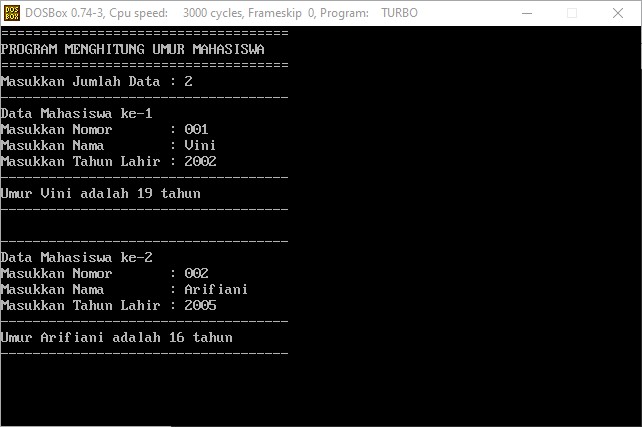 DOS BOX DOSBox 0.74-3, Cpu speed: 3000 cycles, Frameskip 0, Program: TURBO
====================================
PROGRAM MENGHITUNG UMUR MAHASISWA
====================================
Masukkan Jumlah Data : 2
------------------------------------
Data Mahasiswa ke-1
Masukkan Nomor       : 001
Masukkan Nama        : Vini
Masukkan Tahun Lahir : 2002
------------------------------------
Umur Vini adalah 19 tahun
------------------------------------
------------------------------------
Data Mahasiswa ke-2
Masukkan Nomor       : 002
Masukkan Nama        : Arifiani
Masukkan Tahun Lahir : 2005
------------------------------------
Umur Arifiani adalah 16 tahun
------------------------------------